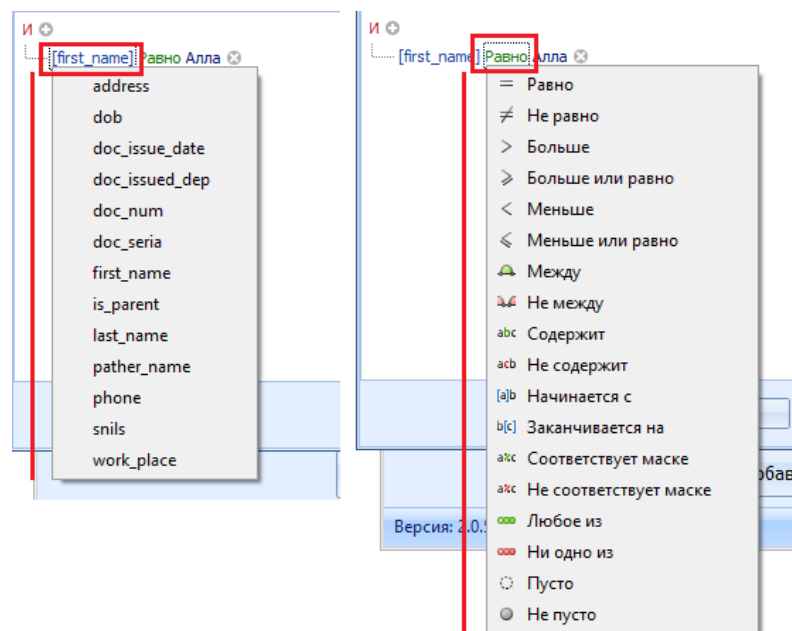 И
[first_name] Равно Алла
address
dob
doc_issue_date
doc_issued_dep
doc_num
doc_seria
first_name
is_parent
last_name
pather_name
phone
snils
work_place
И
[first_name] Равно Алла
= Равно
≠ Не равно
> Больше
⩾ Больше или равно
< Меньше
⩽ Меньше или равно
Между
Не между
abc Содержит
acb Не содержит
[a]b Начинается с
b[c] Заканчивается на
a%c Соответствует маске
a%c Не соответствует маске
Любое из
Ни одно из
Пусто
Не пусто
обав
Версия: 2.0.